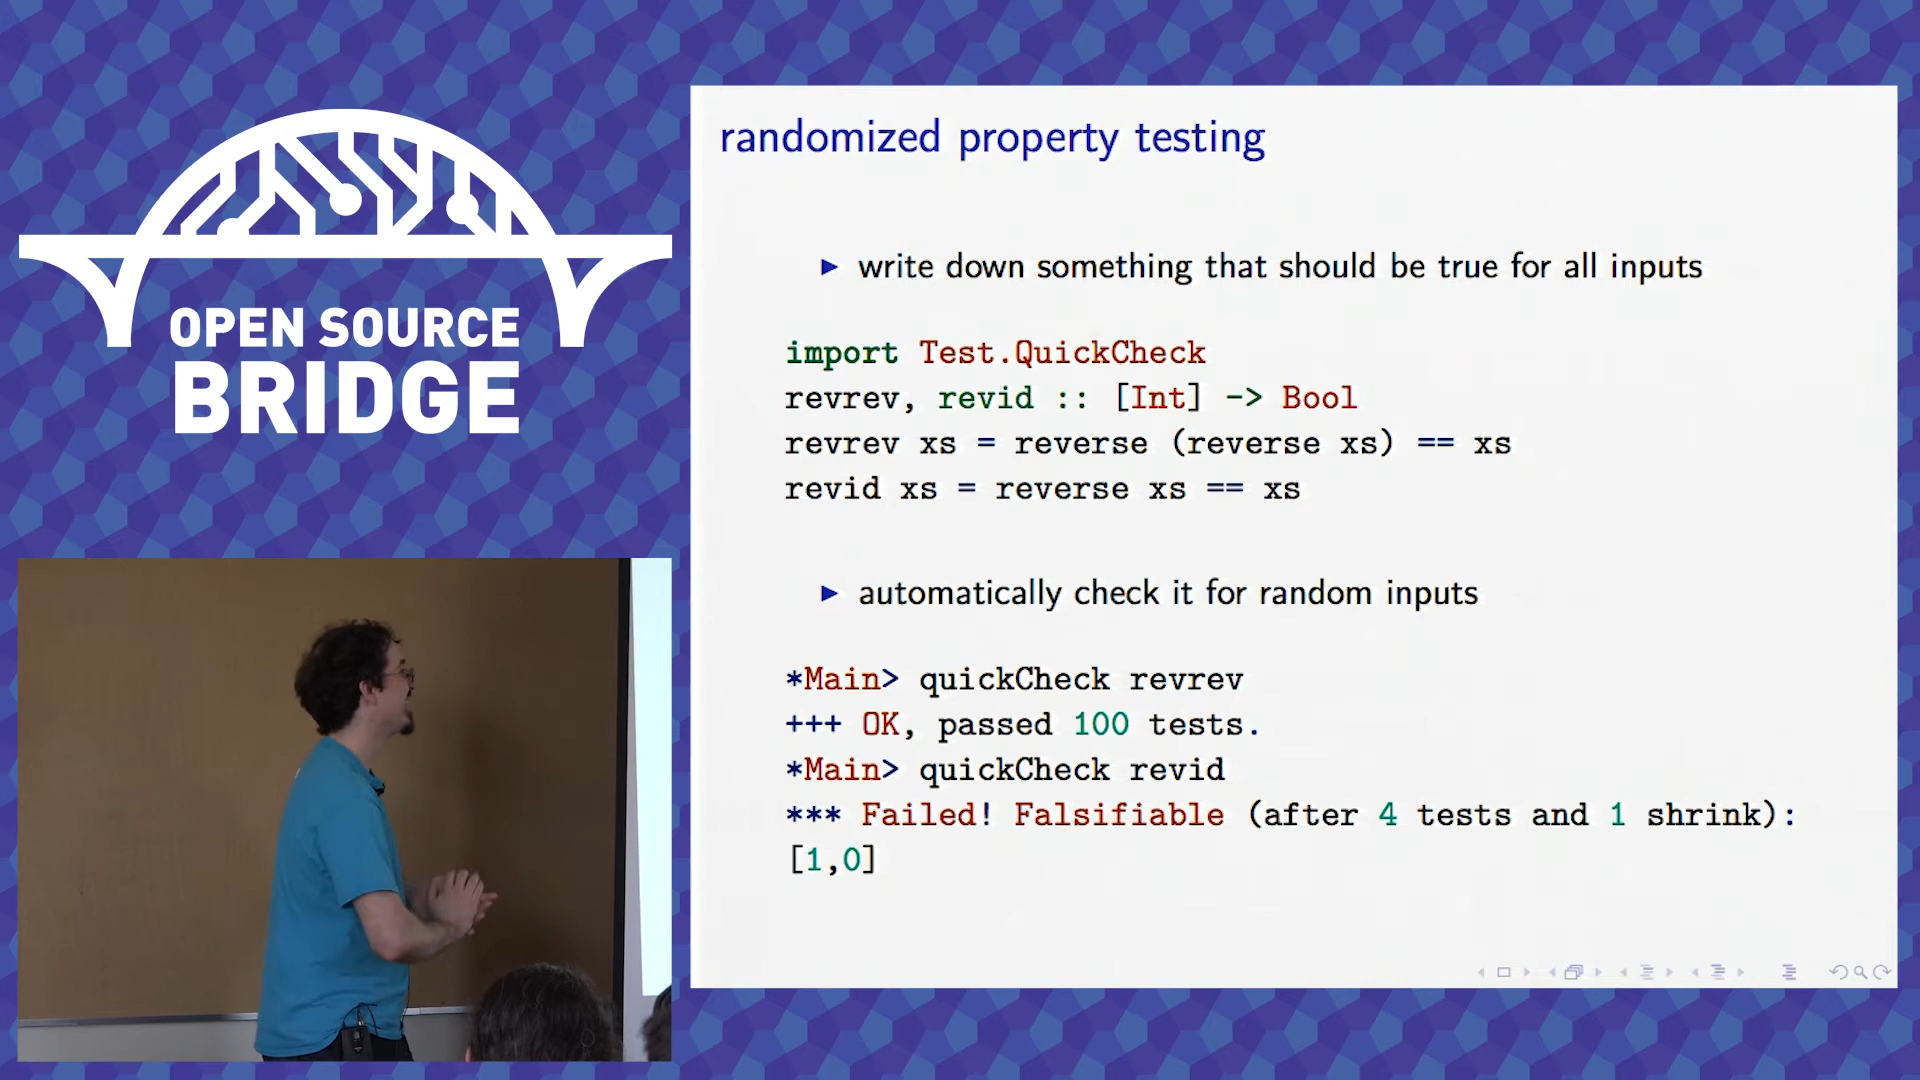 OPEN SOURCE
BRIDGE
randomized property testing
▶ write down something that should be true for all inputs
import Test.QuickCheck
revrev, revid :: [Int] -> Bool
revrev xs = reverse (reverse xs) == xs
revid xs = reverse xs == xs
▶ automatically check it for random inputs
*Main> quickCheck revrev
+++ OK, passed 100 tests.
*Main> quickCheck revid
*** Failed! Falsifiable (after 4 tests and 1 shrink):
[1,0]